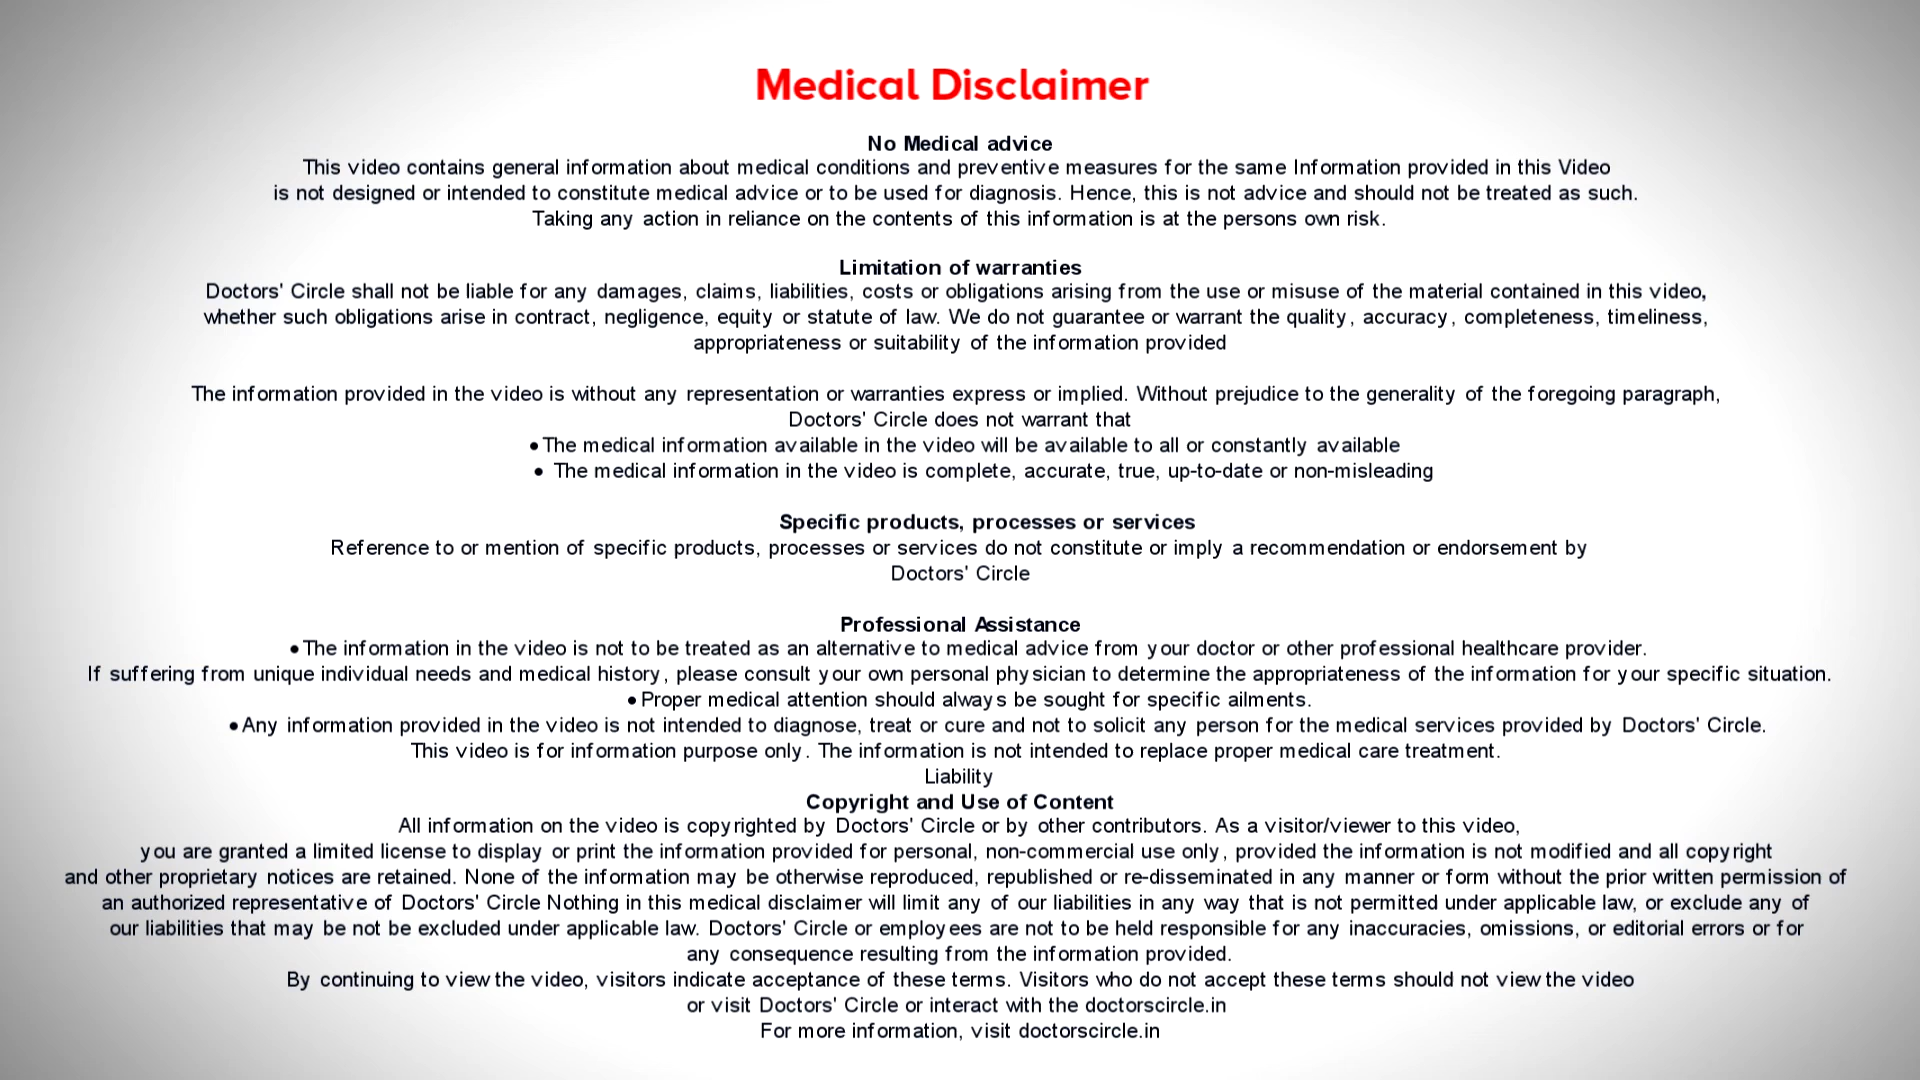 Medical Disclaimer
No Medical advice
This video contains general information about medical conditions and preventive measures for the same Information provided in this Video
is not designed or intended to constitute medical advice or to be used for diagnosis. Hence, this is not advice and should not be treated as such.
Taking any action in reliance on the contents of this information is at the persons own risk.
Limitation of warranties
Doctors' Circle shall not be liable for any damages, claims, liabilities, costs or obligations arising from the use or misuse of the material contained in this video,
whether such obligations arise in contract, negligence, equity or statute of law. We do not guarantee or warrant the quality, accuracy, completeness, timeliness,
appropriateness or suitability of the information provided
The information provided in the video is without any representation or warranties express or implied. Without prejudice to the generality of the foregoing paragraph,
Doctors' Circle does not warrant that
• The medical information available in the video will be available to all or constantly available
• The medical information in the video is complete, accurate, true, up-to-date or non-misleading
Specific products, processes or services
Reference to or mention of specific products, processes or services do not constitute or imply a recommendation or endorsement by
Doctors' Circle
Professional Assistance
• The information in the video is not to be treated as an alternative to medical advice from your doctor or other professional healthcare provider.
If suffering from unique individual needs and medical history, please consult your own personal physician to determine the appropriateness of the information for your specific situation.
• Proper medical attention should always be sought for specific ailments.
• Any information provided in the video is not intended to diagnose, treat or cure and not to solicit any person for the medical services provided by Doctors' Circle.
This video is for information purpose only. The information is not intended to replace proper medical care treatment.
Liability
Copyright and Use of Content
All information on the video is copyrighted by Doctors' Circle or by other contributors. As a visitor/viewer to this video,
you are granted a limited license to display or print the information provided for personal, non-commercial use only, provided the information is not modified and all copyright
and other proprietary notices are retained. None of the information may be otherwise reproduced, republished or re-disseminated in any manner or form without the prior written permission of
an authorized representative of Doctors' Circle Nothing in this medical disclaimer will limit any of our liabilities in any way that is not permitted under applicable law, or exclude any of
our liabilities that may be not be excluded under applicable law. Doctors' Circle or employees are not to be held responsible for any inaccuracies, omissions, or editorial errors or for
any consequence resulting from the information provided.
By continuing to view the video, visitors indicate acceptance of these terms. Visitors who do not accept these terms should not view the video
or visit Doctors' Circle or interact with the doctorscircle.in
For more information, visit doctorscircle.in